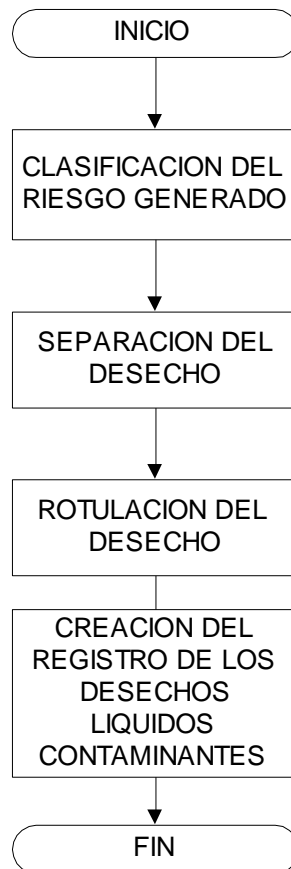 INICIO
CLASIFICACION DEL
RIESGO GENERADO
SEPARACION DEL
DESECHO
ROTULACION DEL
DESECHO
CREACION DEL
REGISTRO DE LOS
DESECHOS
LIQUIDOS
CONTAMINANTES
FIN